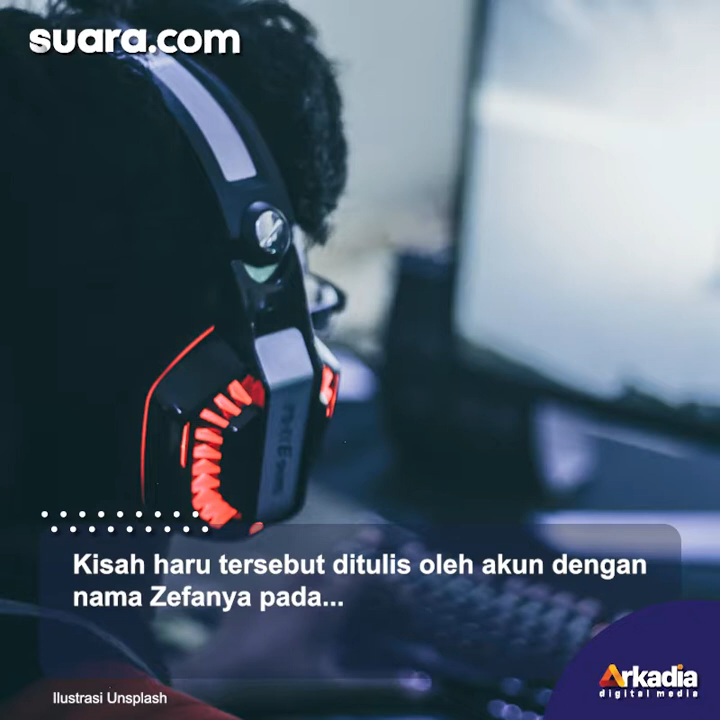 suara.com
Kisah haru tersebut ditulis oleh akun dengan
nama Zefanya pada...
Ilustrasi Unsplash
Arkadia
digital media